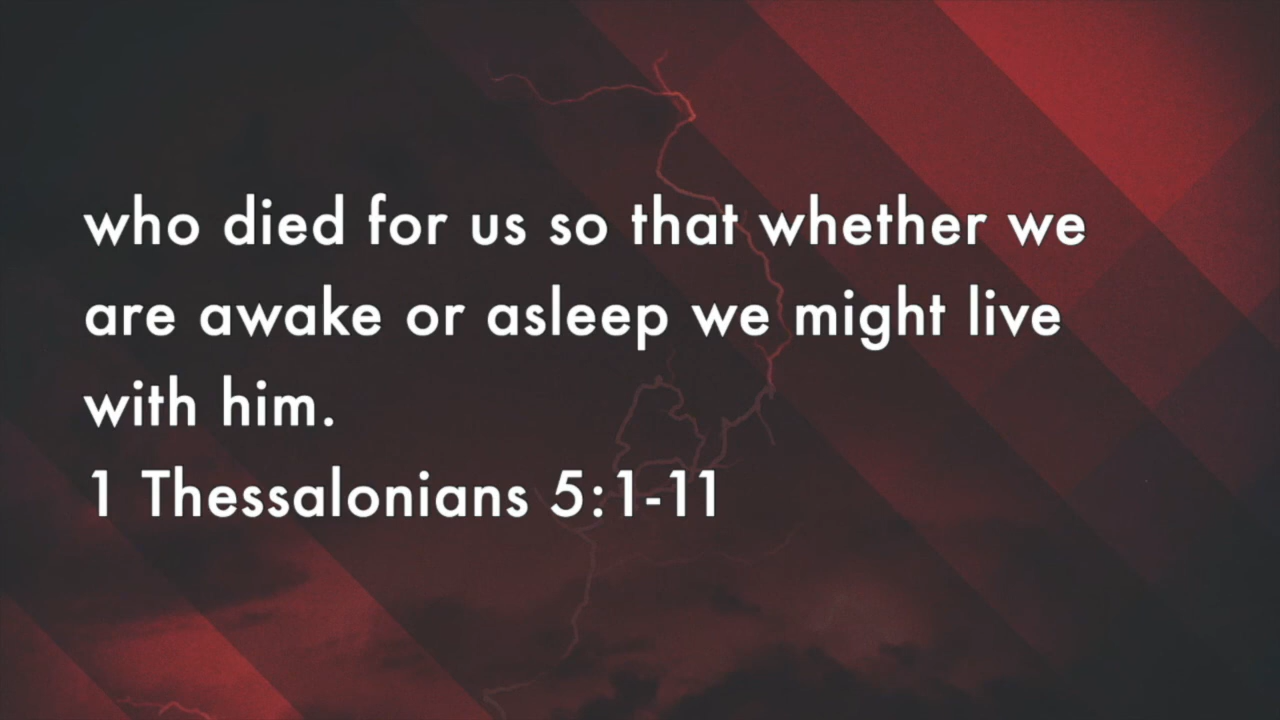 who died for us so that whether we
are awake or asleep we might live
with him.
1 Thessalonians 5:1-11